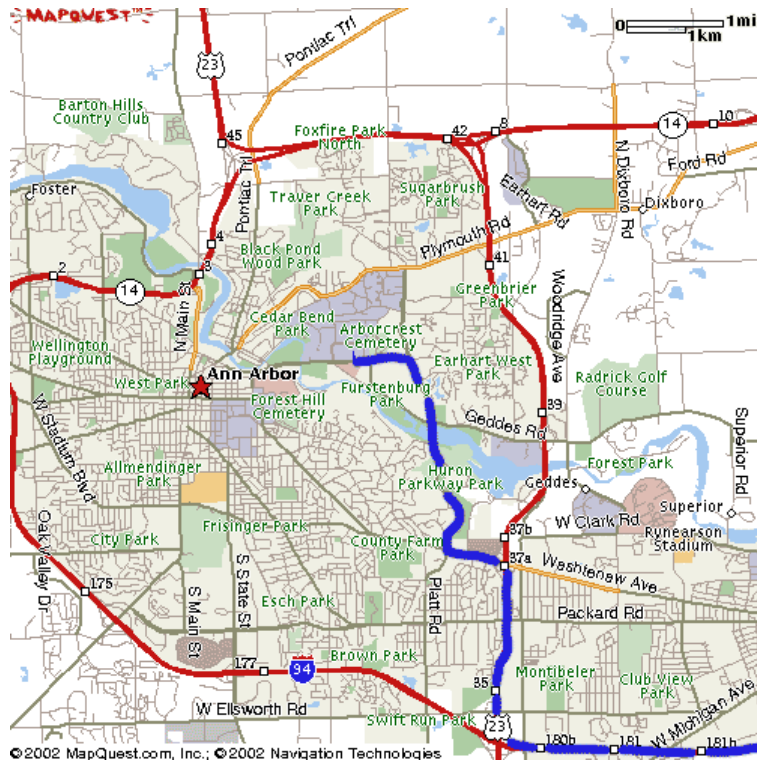 MAPQUEST™
0 1mi
1km
Pontiac Trl
23
Barton Hills
Country Club
45
Foxfire Park
North
42
8
14
10
N Dixboro Rd
Ford Rd
Foster
Pontiac Trl
Traver Creek
Park
Sugarbrush
Park
Earhart Rd
Dixboro
4
Black Pond
Wood Park
Plymouth Rd
41
2
14
3
N Main St
Greenbrier
Park
Woodridge Ave
Cedar Bend
Park
Arborcrest
Cemetery
Wellington
Playground
Earhart West
Park
Ann Arbor
West Park
Forest Hill
Cemetery
Furstenburg
Park
Radrick Golf
Course
39
W Stadium Blvd
Geddes Rd
Superior Rd
Allmendinger
Park
Huron
Parkway Park
Forest Park
Geddes
Superior
Oak Valley Dr
City Park
Frisinger Park
W Clark Rd
Rynearson
Stadium
37b
County Farm
Park
37a
Washtenaw Ave
175
S Main St
S State St
Esch Park
Platt Rd
Packard Rd
177
94
Brown Park
35
Montibeler
Park
Club View
Park
W Ellsworth Rd
Swift Run Park
23
W Michigan Ave
180b
181
181b
©2002 MapQuest.com, Inc.; ©2002 Navigation Technologies